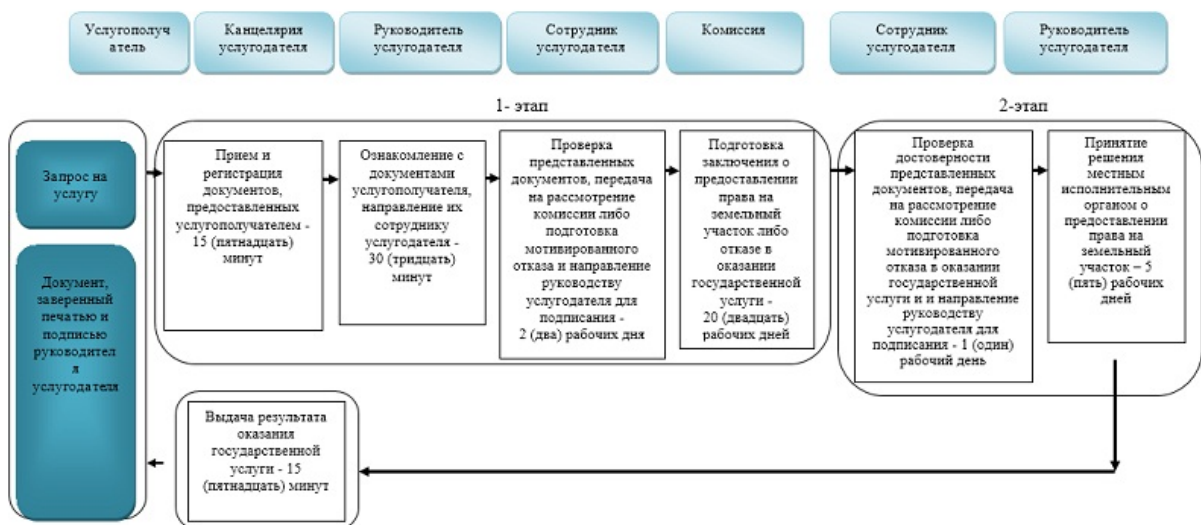 Услугополуч
атель
Канцелярия
услугодателя
Руководитель
услугодателя
Сотрудник
услугодателя
Комиссия
Сотрудник
услугодателя
Руководитель
услугодателя
1- этап
2-этап
Запрос на
услугу
Прием и
регистрация
документов,
предоставленных
услугополучателем -
15 (пятнадцать)
минут
Ознакомление с
документами
услугополучателя,
направление их
сотруднику
услугодателя -
30 (тридцать)
минут
Проверка
представленных
документов, передача
на рассмотрение
комиссии либо
подготовка
мотивированного
отказа и направление
руководству
услугодателя для
подписания -
2 (два) рабочих дня
Подготовка
заключения о
предоставлении
права на
земельный
участок либо
отказе в
оказании
государственной
услуги -
20 (двадцать)
рабочих дней
Проверка
достоверности
представленных
документов, передача
на рассмотрение
комиссии либо
подготовка
мотивированного
отказа в оказании
государственной
услуги и и направление
руководству
услугодателя для
подписания - 1 (один)
рабочий день
Принятие
решения
местным
исполнительным
органом о
предоставлении
права на
земельный
участок – 5
(пять) рабочих
дней
Документ,
заверенный
печатью и
подписью
руководител
я
услугодателя
Выдача результата
оказания
государственной
услуги - 15
(пятнадцать) минут